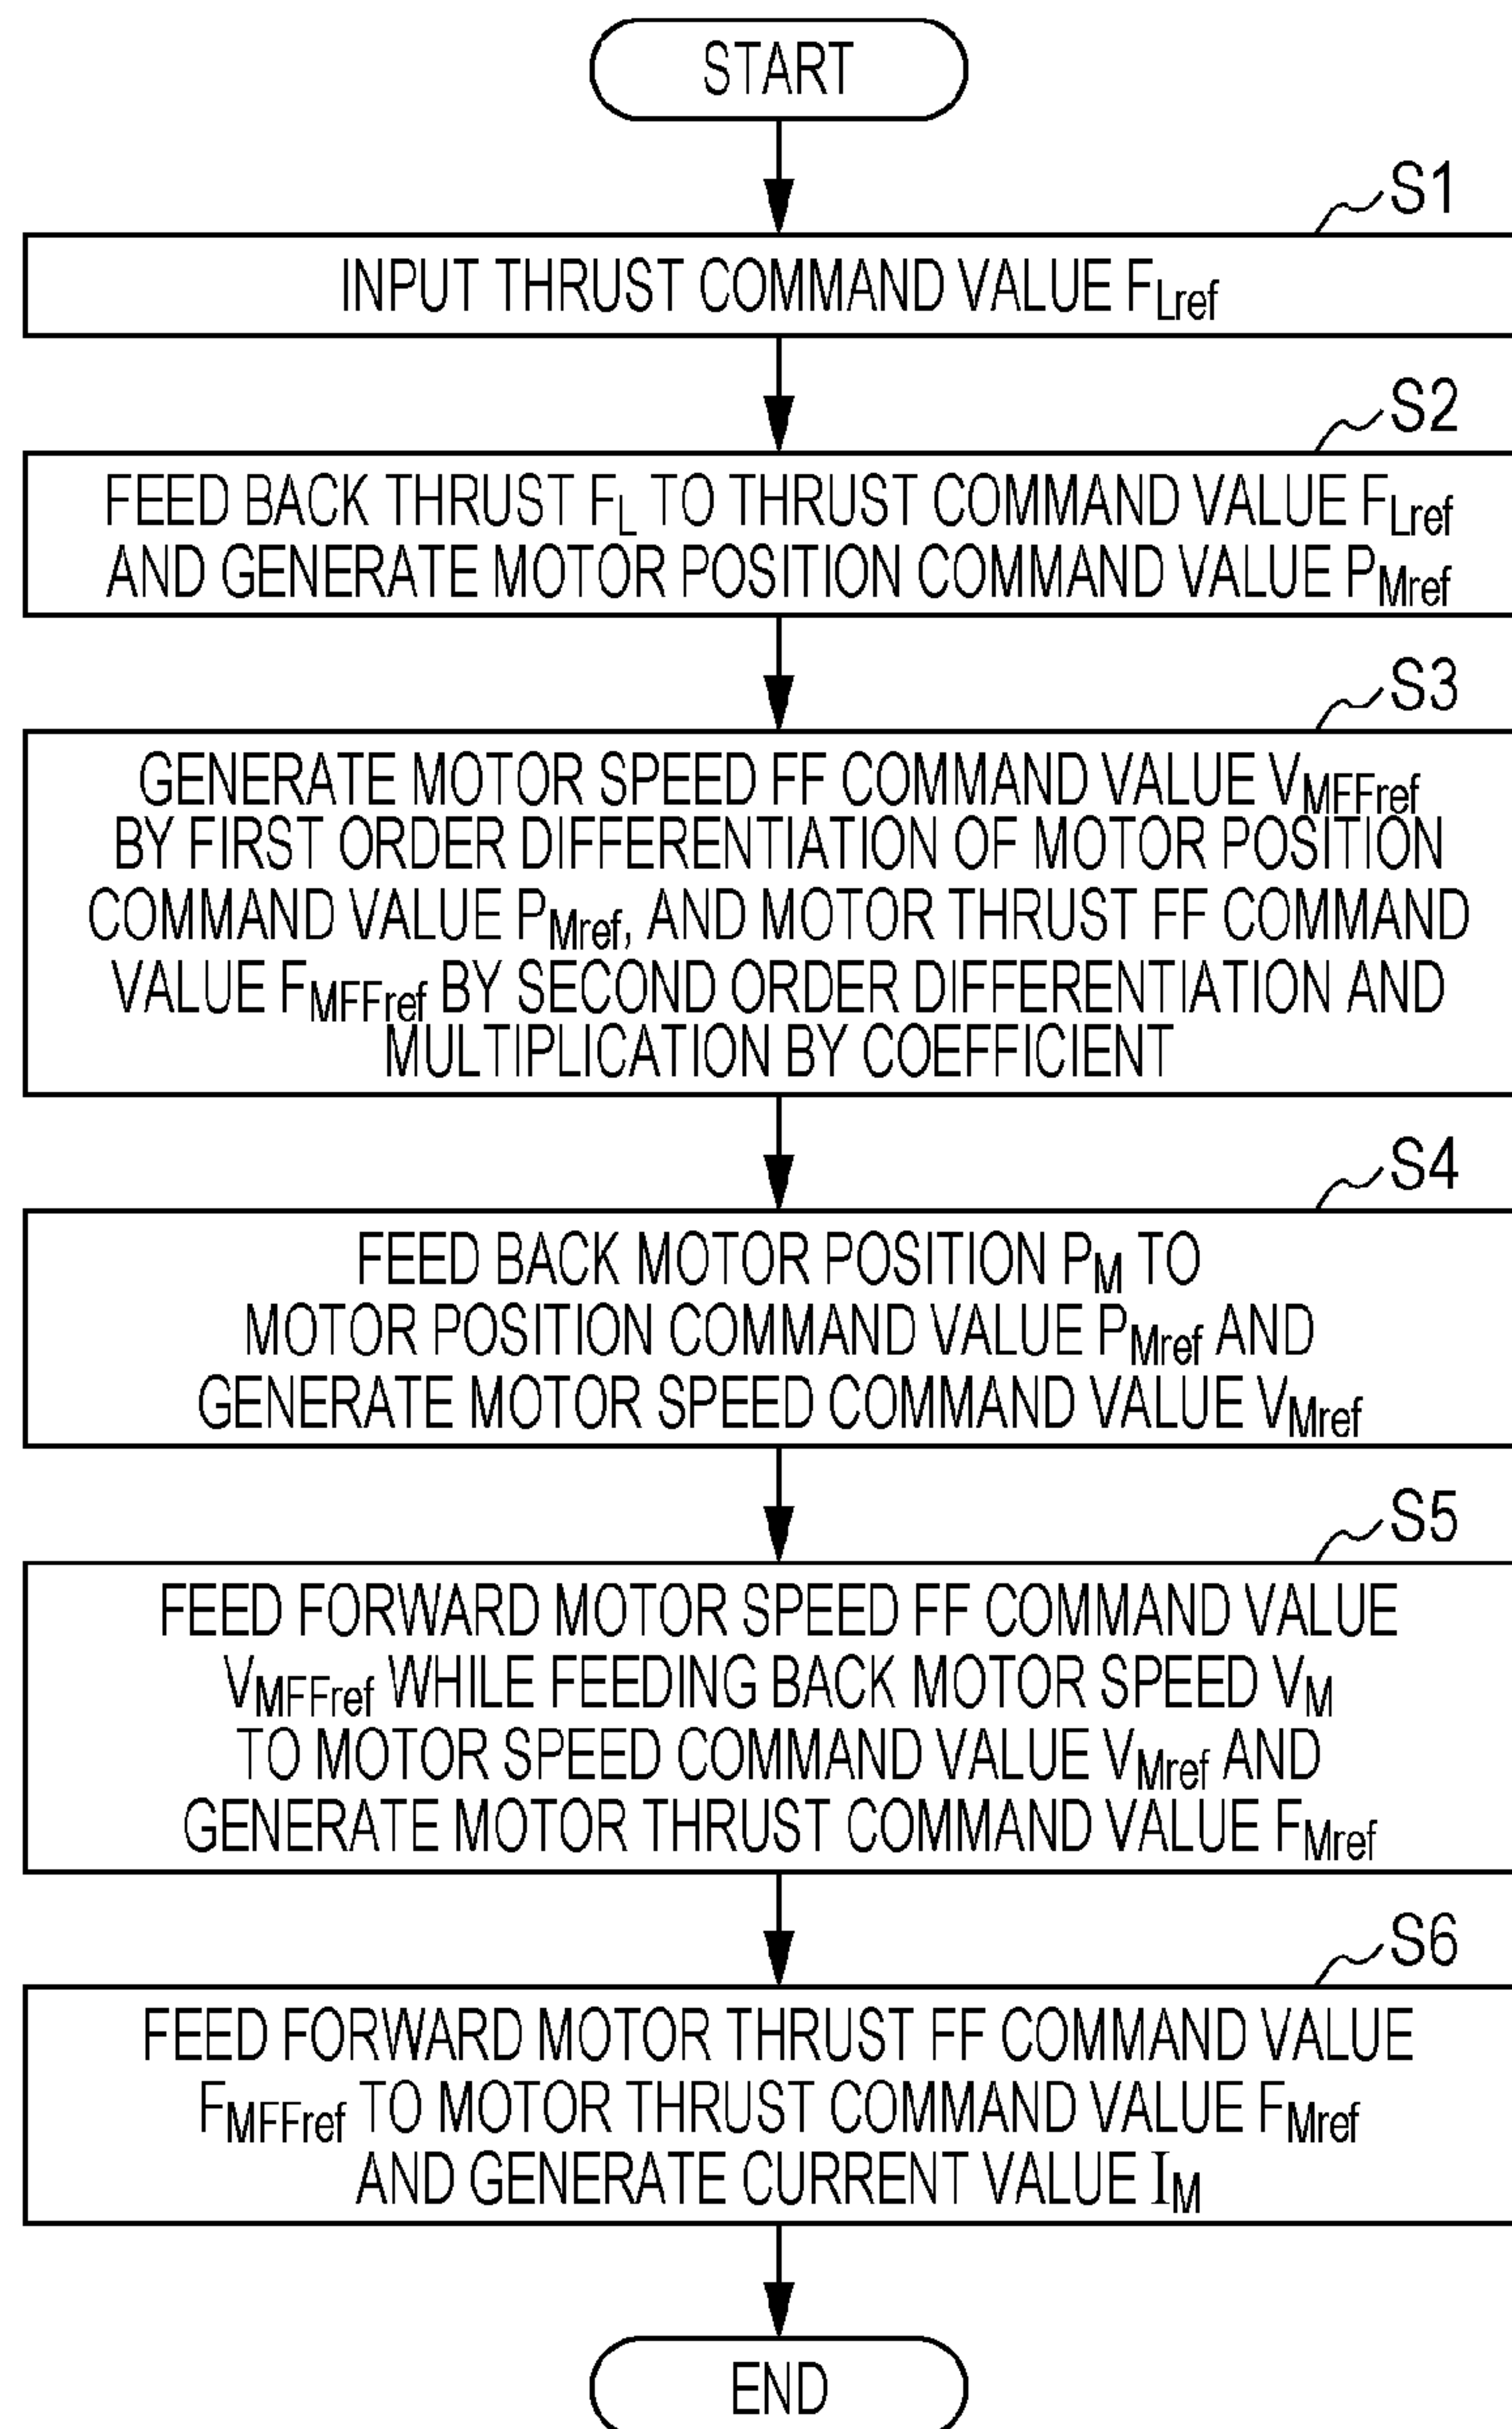 START
S1
INPUT THRUST COMMAND VALUE FLref
S2
FEED BACK THRUST FL TO THRUST COMMAND VALUE FLref
AND GENERATE MOTOR POSITION COMMAND VALUE PMref
S3
GENERATE MOTOR SPEED FF COMMAND VALUE VMFFref
BY FIRST ORDER DIFFERENTIATION OF MOTOR POSITION
COMMAND VALUE PMref, AND MOTOR THRUST FF COMMAND
VALUE FMFFref BY SECOND ORDER DIFFERENTIATION AND
MULTIPLICATION BY COEFFICIENT
S4
FEED BACK MOTOR POSITION PM TO
MOTOR POSITION COMMAND VALUE PMref AND
GENERATE MOTOR SPEED COMMAND VALUE VMref
S5
FEED FORWARD MOTOR SPEED FF COMMAND VALUE
VMFFref WHILE FEEDING BACK MOTOR SPEED VM
TO MOTOR SPEED COMMAND VALUE VMref AND
GENERATE MOTOR THRUST COMMAND VALUE FMref
S6
FEED FORWARD MOTOR THRUST FF COMMAND VALUE
FMFFref TO MOTOR THRUST COMMAND VALUE FMref
AND GENERATE CURRENT VALUE IM
END